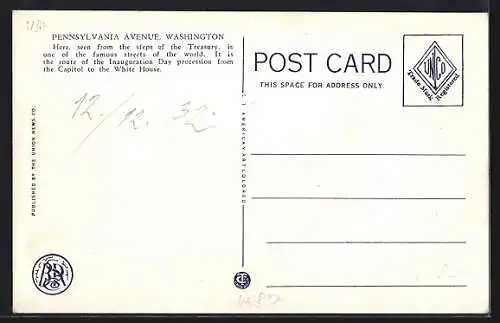 PENNSYLVANIA AVENUE, WASHINGTON
Here, seen from the steps of the Treasury, is
one of the famous streets of the world. It is
the route of the Inauguration Day procession from
the Capitol to the White House.
12./12. 32.
PUBLISHED BY THE UNION NEWS CO.
C. T. AMERICAN ART COLORED
POST CARD
THIS SPACE FOR ADDRESS ONLY
UNCO
Trade Mark Registered